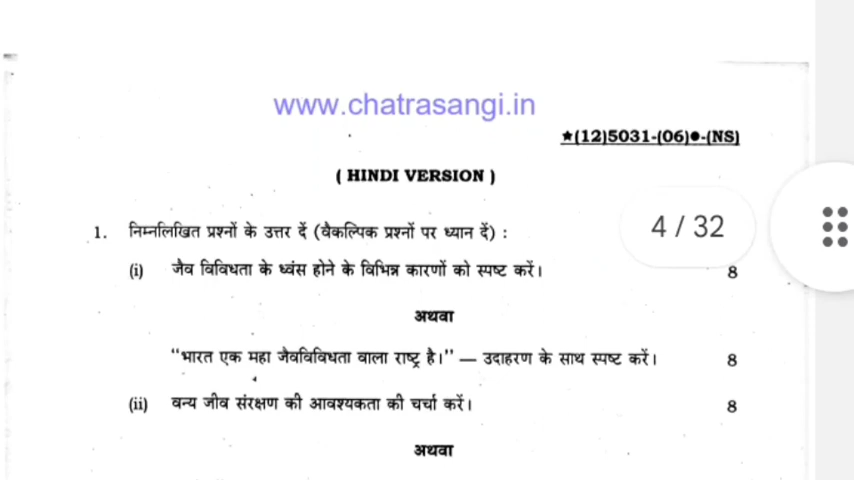 www.chatrasangi.in
★(12)5031-(06)●-(NS)
( HINDI VERSION )
4 / 32
1. निम्नलिखित प्रश्नों के उत्तर दें (वैकल्पिक प्रश्नों पर ध्यान दें) :
(i) जैव विविधता के ध्वंस होने के विभिन्न कारणों को स्पष्ट करें। 8
अथवा
“भारत एक महा जैवविविधता वाला राष्ट्र है।” — उदाहरण के साथ स्पष्ट करें। 8
(ii) वन्य जीव संरक्षण की आवश्यकता की चर्चा करें। 8
अथवा